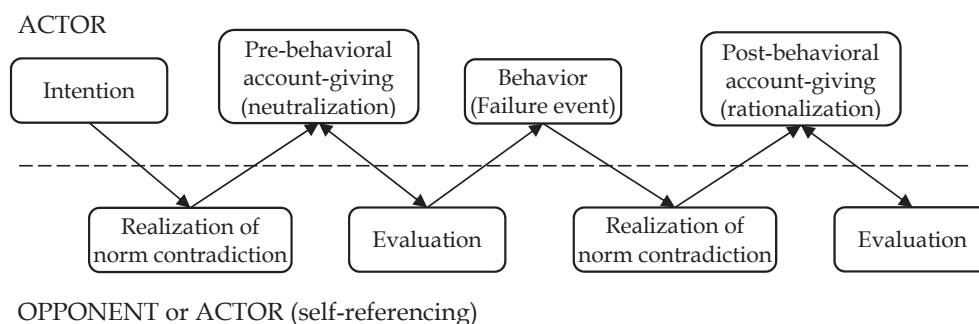 ACTOR
Intention
Pre-behavioral
account-giving
(neutralization)
Behavior
(Failure event)
Post-behavioral
account-giving
(rationalization)
Realization of
norm contradiction
Evaluation
Realization of
norm contradiction
Evaluation
OPPONENT or ACTOR (self-referencing)